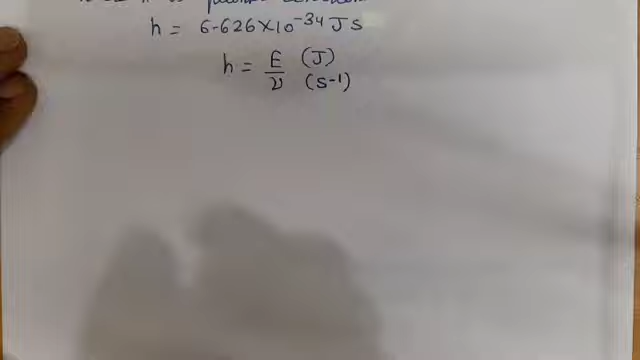 h = 6.626×10⁻³⁴ J s
h = E (J)
ν (s⁻¹)